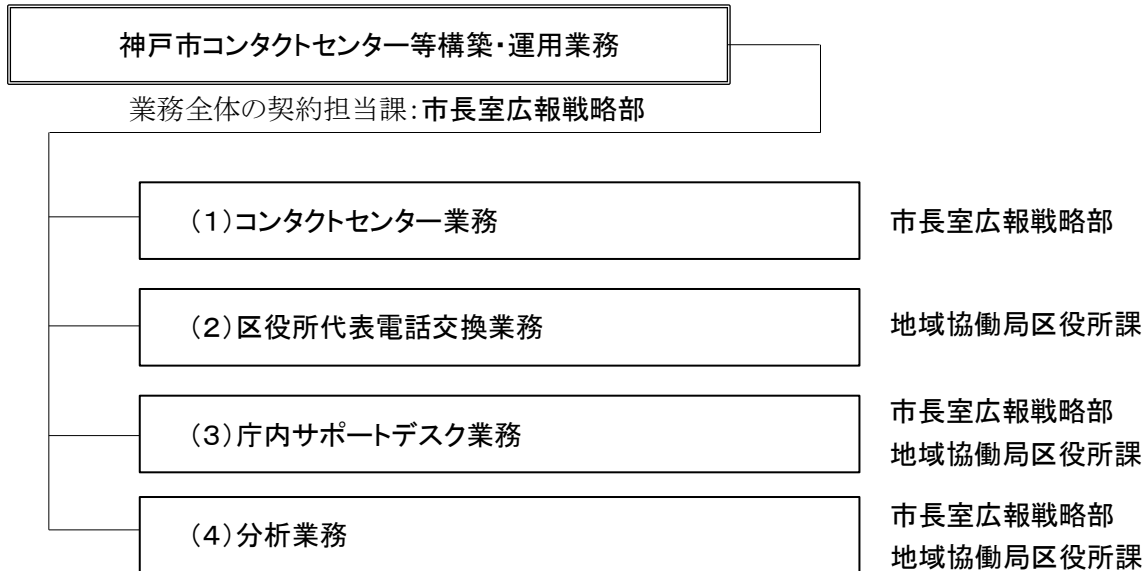 神戸市コンタクトセンター等構築・運用業務
業務全体の契約担当課:市長室広報戦略部
(1)コンタクトセンター業務
市長室広報戦略部
(2)区役所代表電話交換業務
地域協働局区役所課
(3)庁内サポートデスク業務
市長室広報戦略部
地域協働局区役所課
(4)分析業務
市長室広報戦略部
地域協働局区役所課